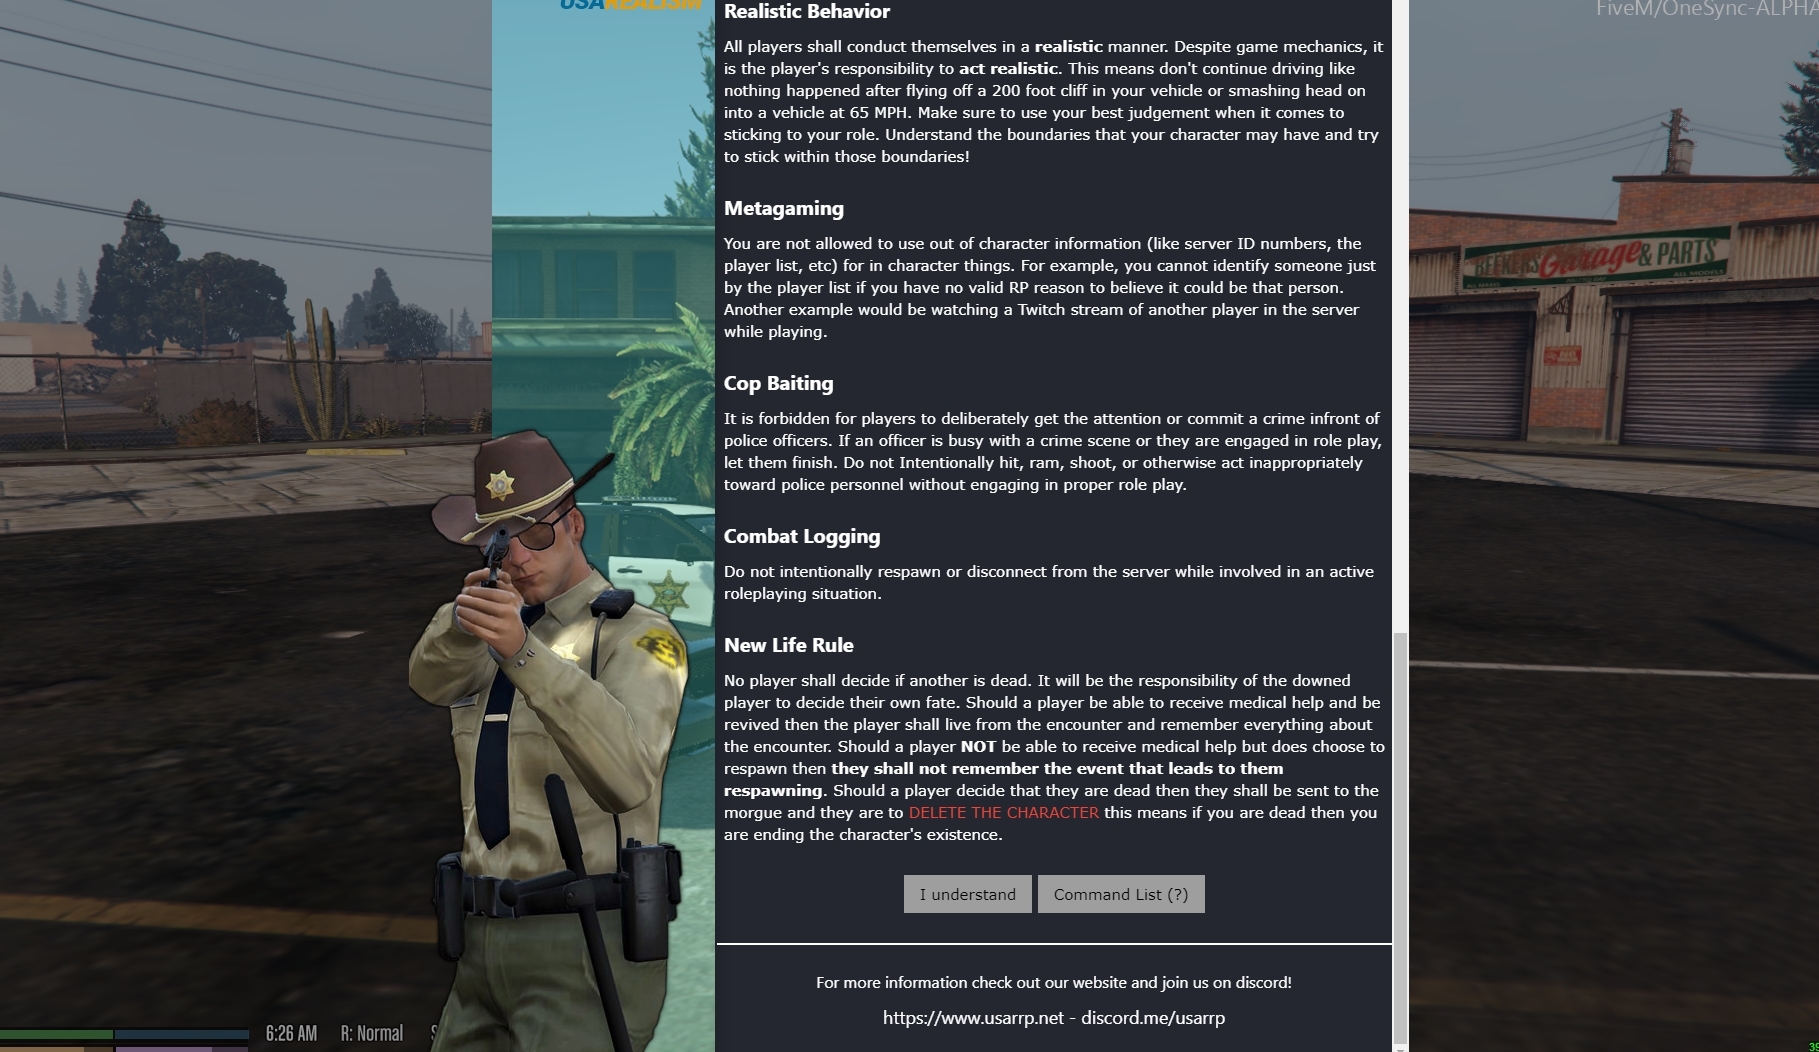 USAREALISM
FiveM/OneSync-ALPHA
Realistic Behavior
All players shall conduct themselves in a realistic manner. Despite game mechanics, it
is the player's responsibility to act realistic. This means don't continue driving like
nothing happened after flying off a 200 foot cliff in your vehicle or smashing head on
into a vehicle at 65 MPH. Make sure to use your best judgement when it comes to
sticking to your role. Understand the boundaries that your character may have and try
to stick within those boundaries!
Metagaming
You are not allowed to use out of character information (like server ID numbers, the
player list, etc) for in character things. For example, you cannot identify someone just
by the player list if you have no valid RP reason to believe it could be that person.
Another example would be watching a Twitch stream of another player in the server
while playing.
BEEKERS Garage & PARTS
ALL MODELS
Cop Baiting
It is forbidden for players to deliberately get the attention or commit a crime infront of
police officers. If an officer is busy with a crime scene or they are engaged in role play,
let them finish. Do not Intentionally hit, ram, shoot, or otherwise act inappropriately
toward police personnel without engaging in proper role play.
Combat Logging
Do not intentionally respawn or disconnect from the server while involved in an active
roleplaying situation.
New Life Rule
No player shall decide if another is dead. It will be the responsibility of the downed
player to decide their own fate. Should a player be able to receive medical help and be
revived then the player shall live from the encounter and remember everything about
the encounter. Should a player NOT be able to receive medical help but does choose to
respawn then they shall not remember the event that leads to them
respawning. Should a player decide that they are dead then they shall be sent to the
morgue and they are to DELETE THE CHARACTER this means if you are dead then you
are ending the character's existence.
I understand Command List (?)
For more information check out our website and join us on discord!
https://www.usarrp.net - discord.me/usarrp
6:26 AM R: Normal S